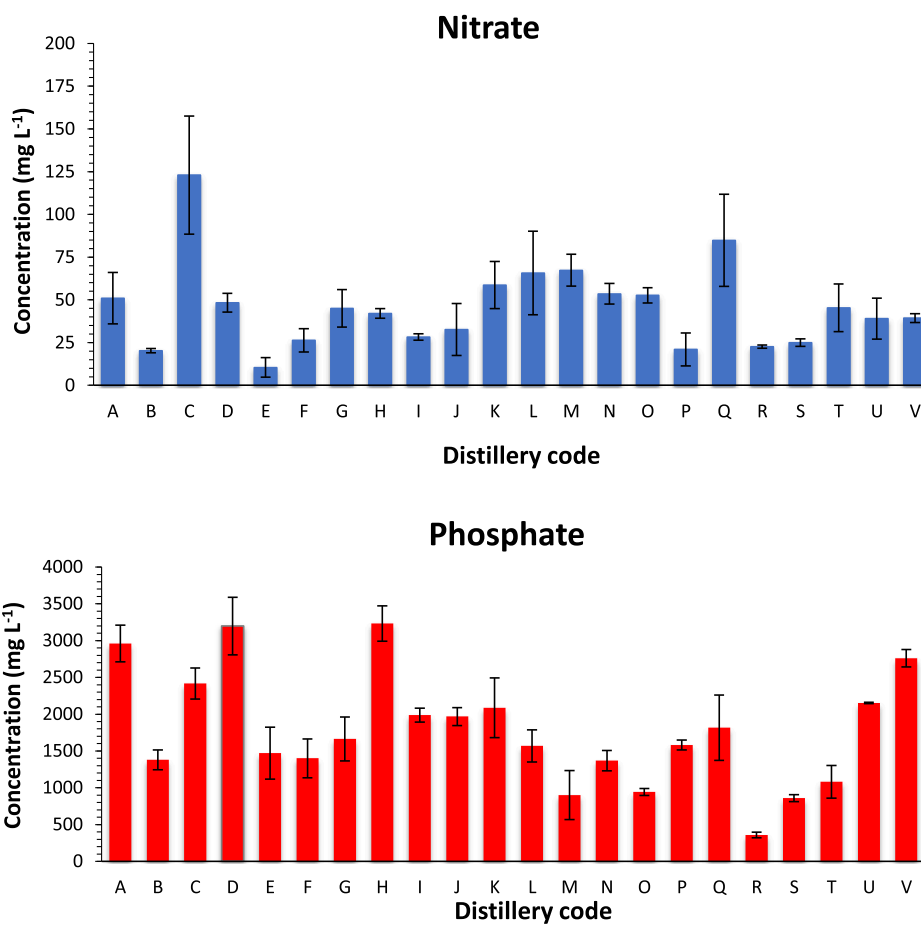 Nitrate
Concentration (mg L⁻¹)
200
175
150
125
100
75
50
25
0
A B C D E F G H I J K L M N O P Q R S T U V
Distillery code
Phosphate
Concentration (mg L⁻¹)
4000
3500
3000
2500
2000
1500
1000
500
0
A B C D E F G H I J K L M N O P Q R S T U V
Distillery code